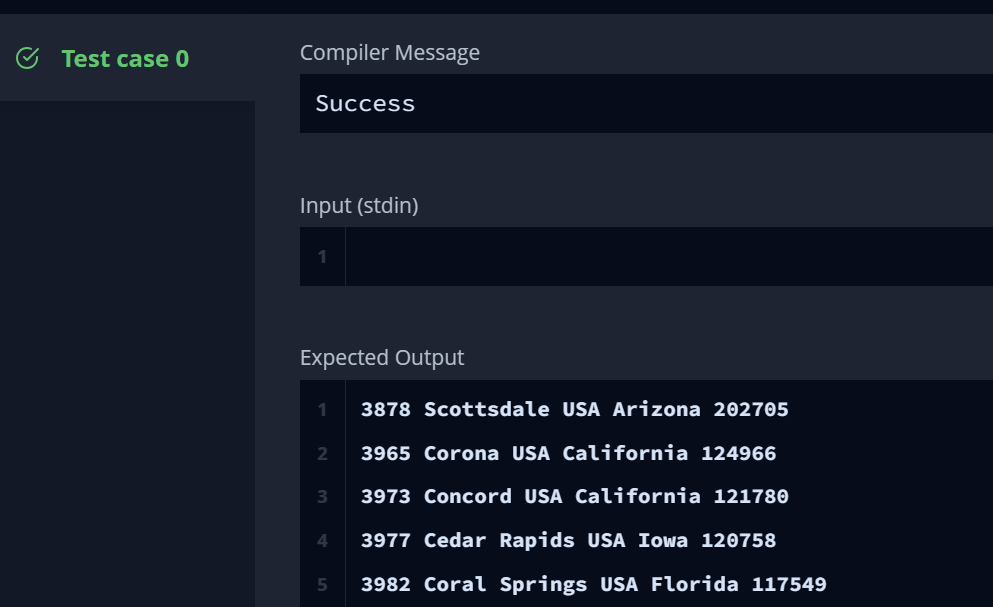 Test case 0
Compiler Message
Success
Input (stdin)
1
Expected Output
1 3878 Scottsdale USA Arizona 202705
2 3965 Corona USA California 124966
3 3973 Concord USA California 121780
4 3977 Cedar Rapids USA Iowa 120758
5 3982 Coral Springs USA Florida 117549